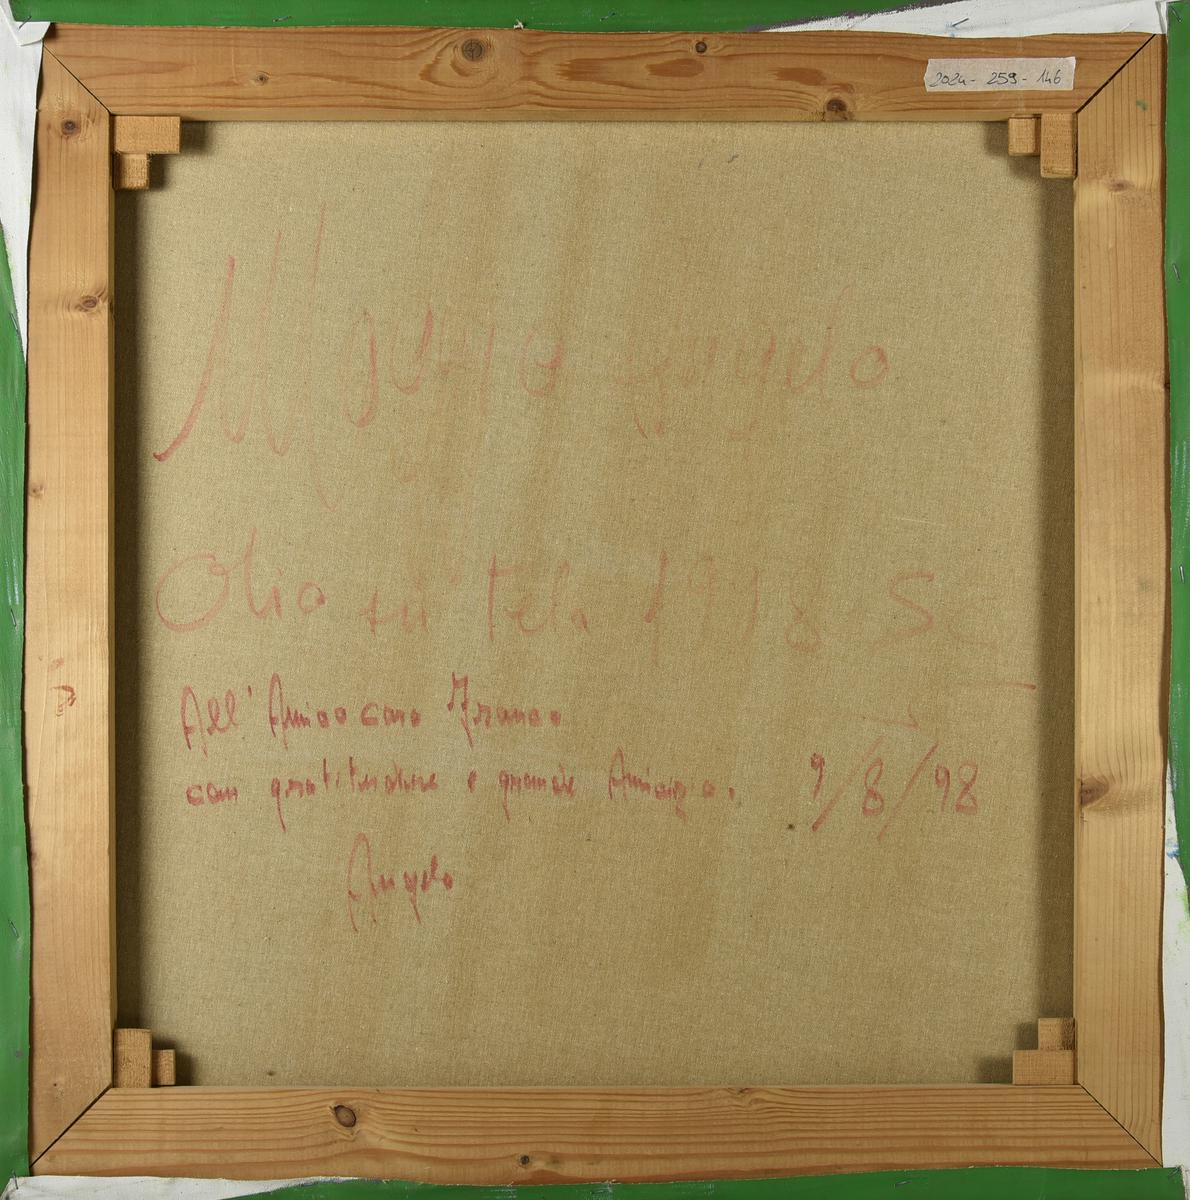 2024-259-146
Angelo
Olio su tela 1998
All' Amico caro Franco
con gratitudine e grande Amicizia. 9/8/98
Angelo